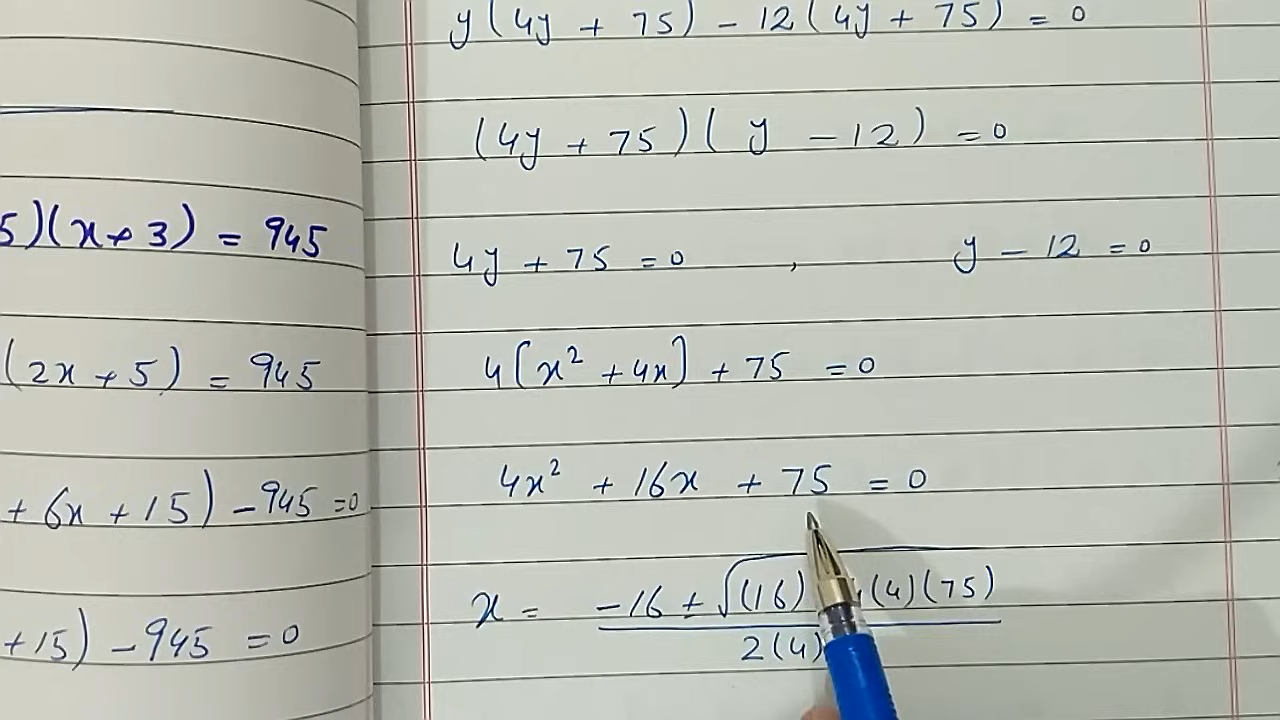 5)(x+3) = 945
(2x+5) = 945
+ 6x + 15) - 945 = 0
+ 15) - 945 = 0
y(4y + 75) - 12(4y + 75) = 0
(4y + 75)(y - 12) = 0
4y + 75 = 0 , y - 12 = 0
4[x² + 4x] + 75 = 0
4x² + 16x + 75 = 0
x = -16 ± √(16) (4)(75)
2(4)